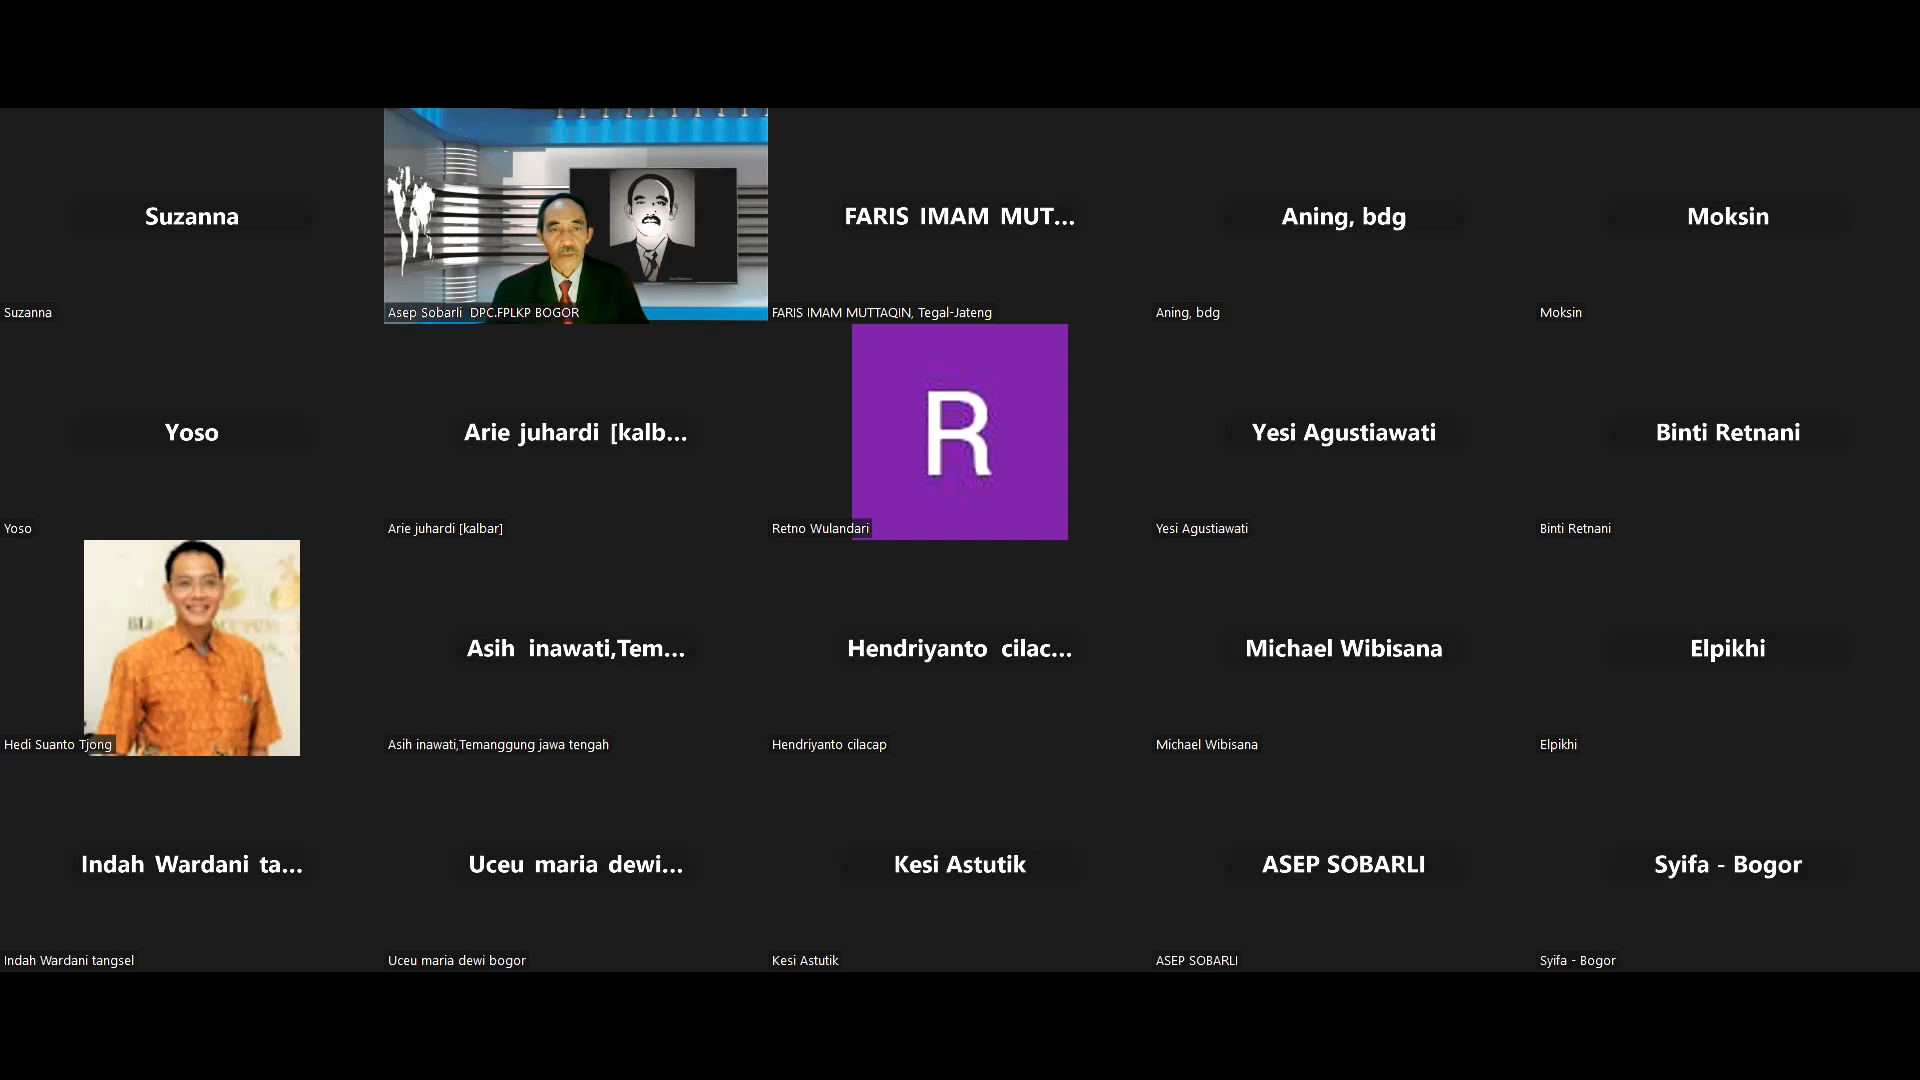 Suzanna
FARIS IMAM MUT...
Aning, bdg
Moksin
Suzanna
Asep Sobarli DPC.FPLKP BOGOR
FARIS IMAM MUTTAQIN, Tegal-Jateng
Aning, bdg
Moksin
Yoso
Arie juhardi [kalb...
R
Yesi Agustiawati
Binti Retnani
Yoso
Arie juhardi [kalbar]
Retno Wulandari
Yesi Agustiawati
Binti Retnani
Asih inawati,Tem...
Hendriyanto cilac...
Michael Wibisana
Elpikhi
Hedi Suanto Tjong
Asih inawati,Temanggung jawa tengah
Hendriyanto cilacap
Michael Wibisana
Elpikhi
Indah Wardani ta...
Uceu maria dewi...
Kesi Astutik
ASEP SOBARLI
Syifa - Bogor
Indah Wardani tangsel
Uceu maria dewi bogor
Kesi Astutik
ASEP SOBARLI
Syifa - Bogor